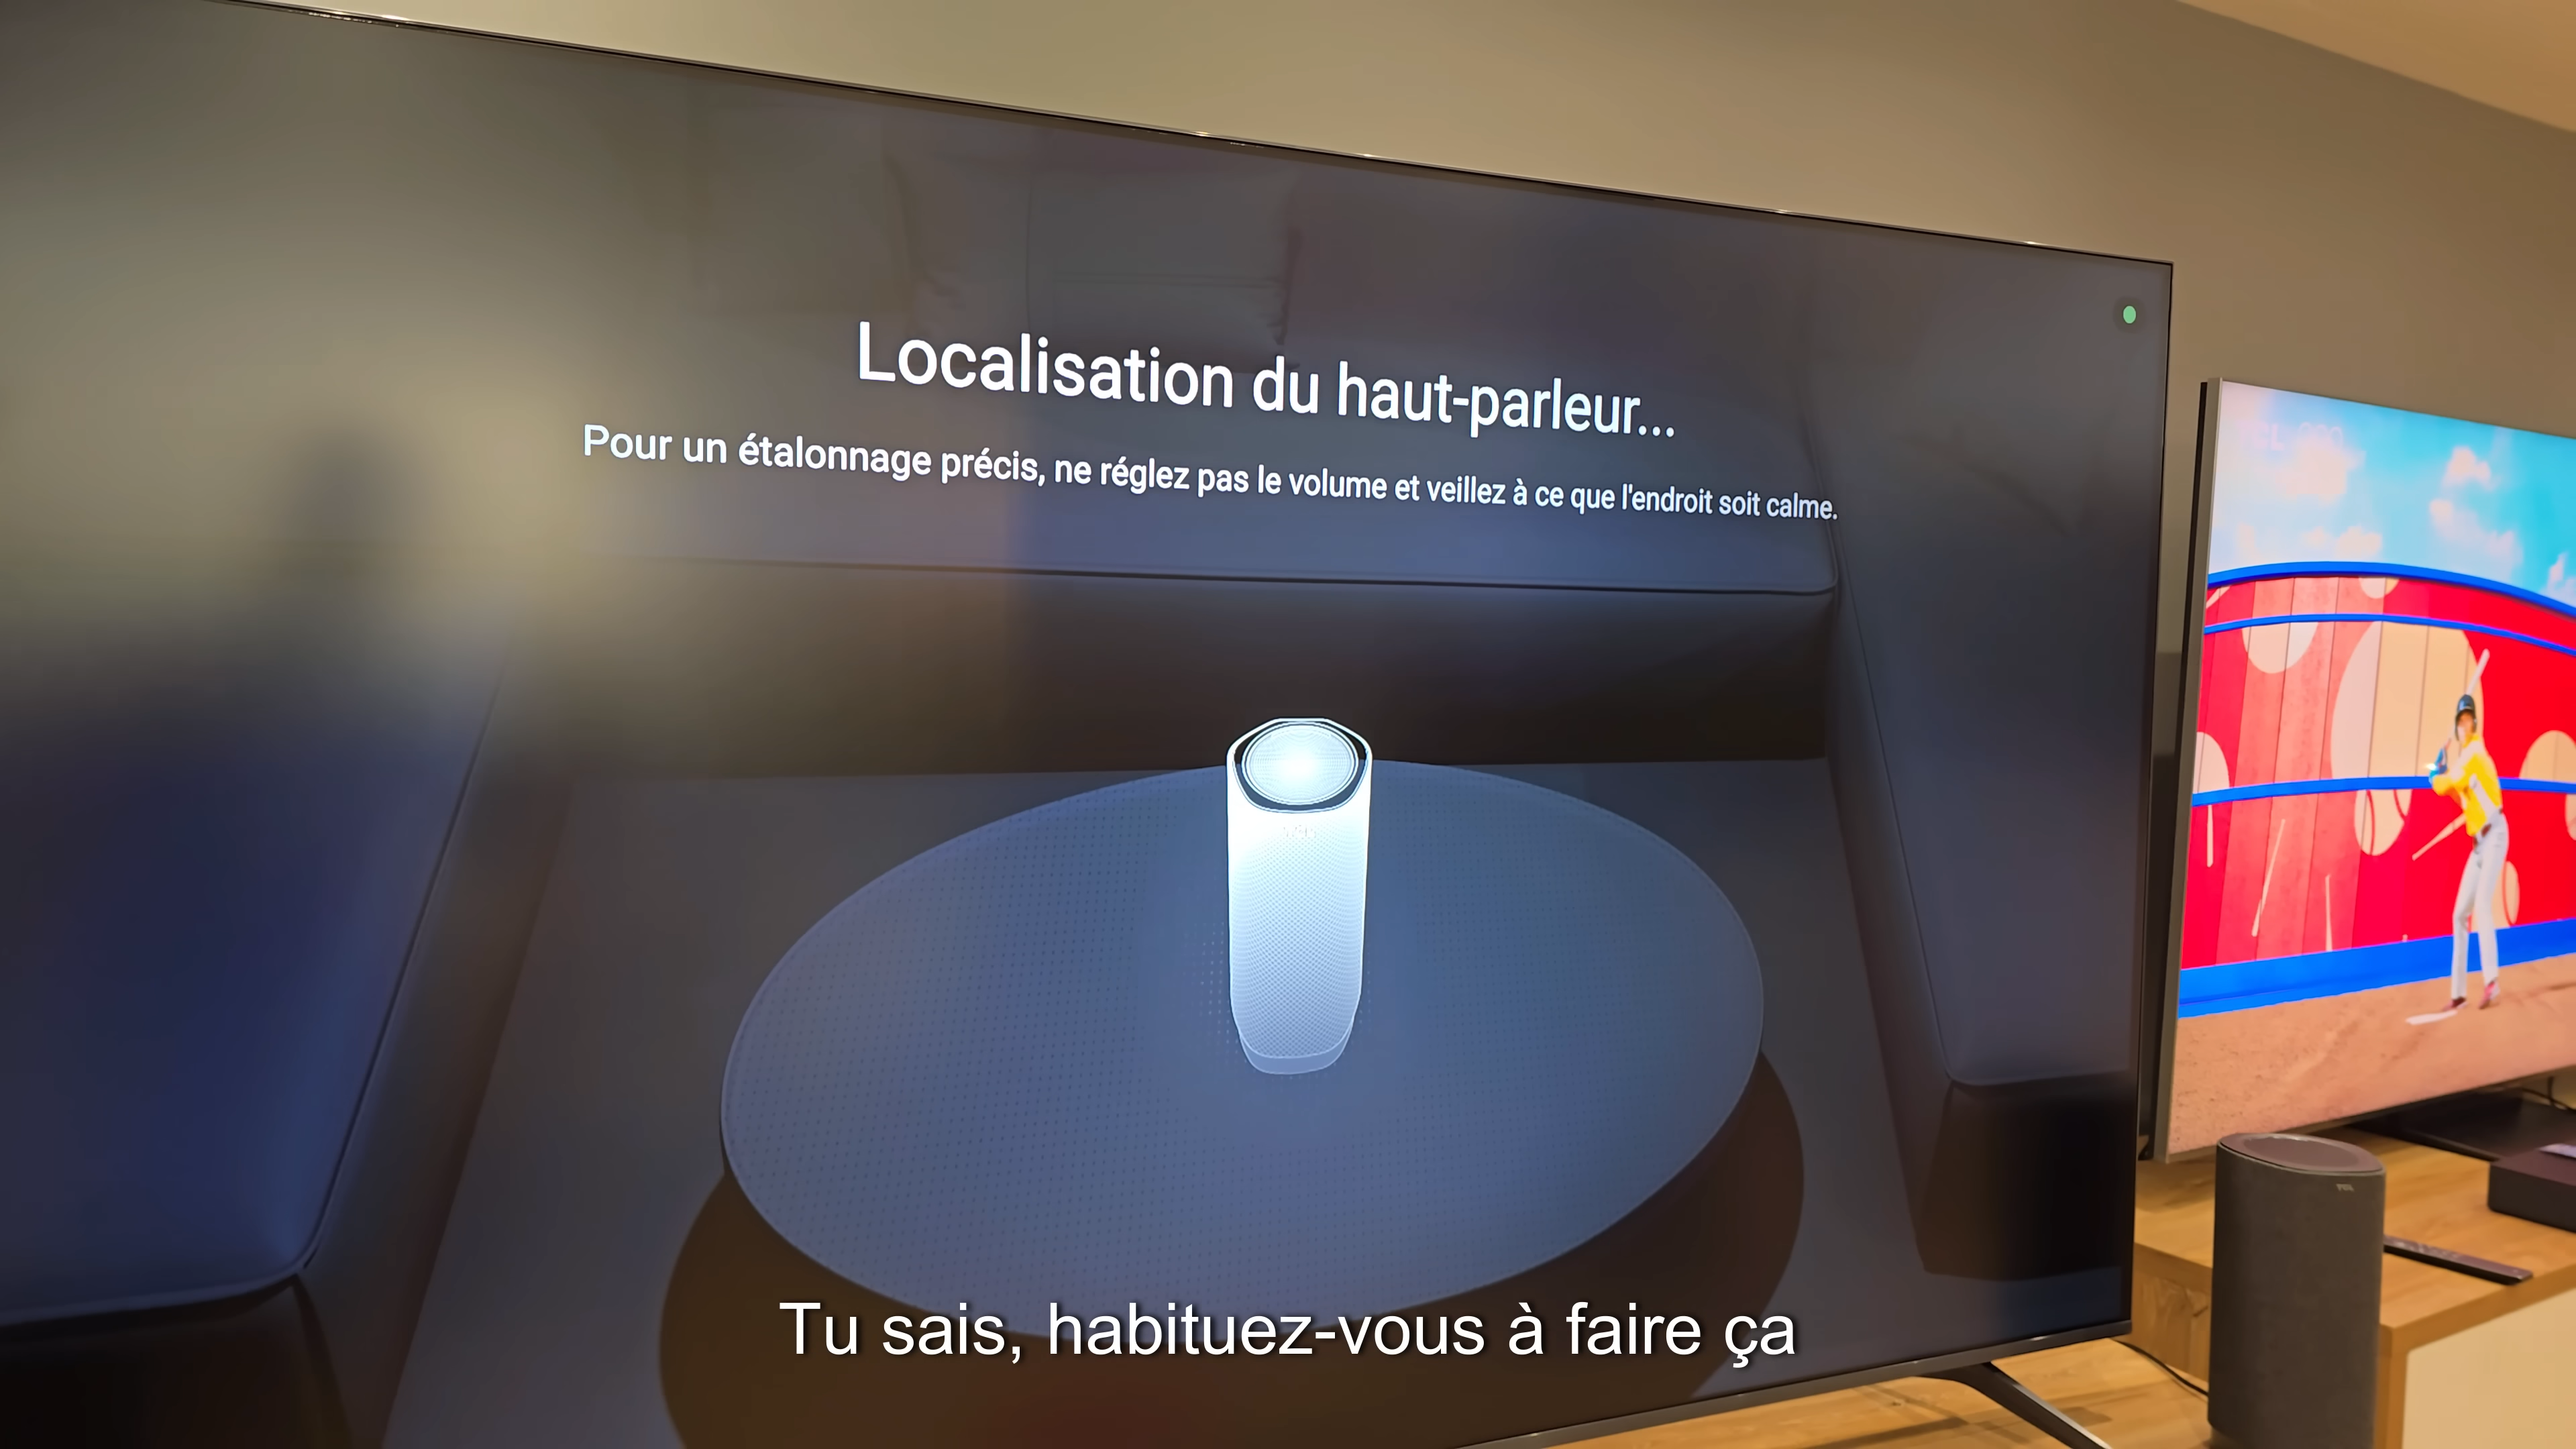 Localisation du haut-parleur...
Pour un étalonnage précis, ne réglez pas le volume et veillez à ce que l'endroit soit calme.
TCL
Tu sais, habituez-vous à faire ça